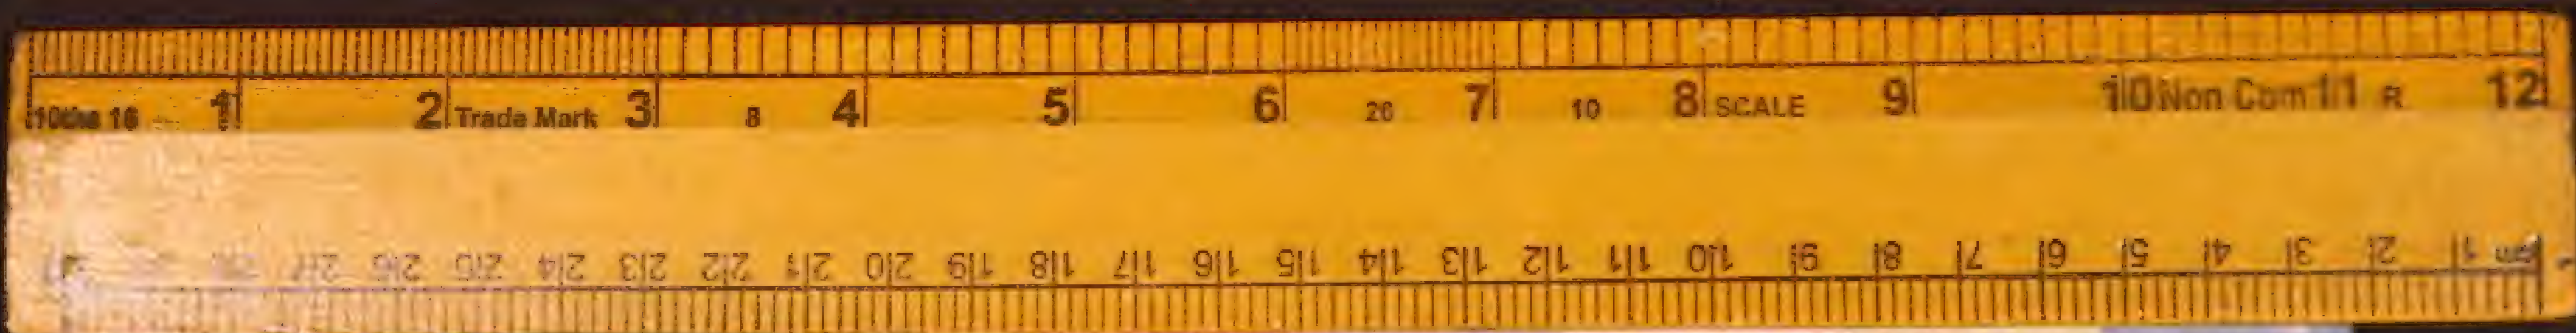 10ths 16 1 2 Trade Mark 3 8 4 5 6 20 7 10 8 SCALE 9 10 Non Com 11 R 12
cm 1 2 3 4 5 6 7 8 9 10 11 12 13 14 15 16 17 18 19 20 21 22 23 24 25 26 27